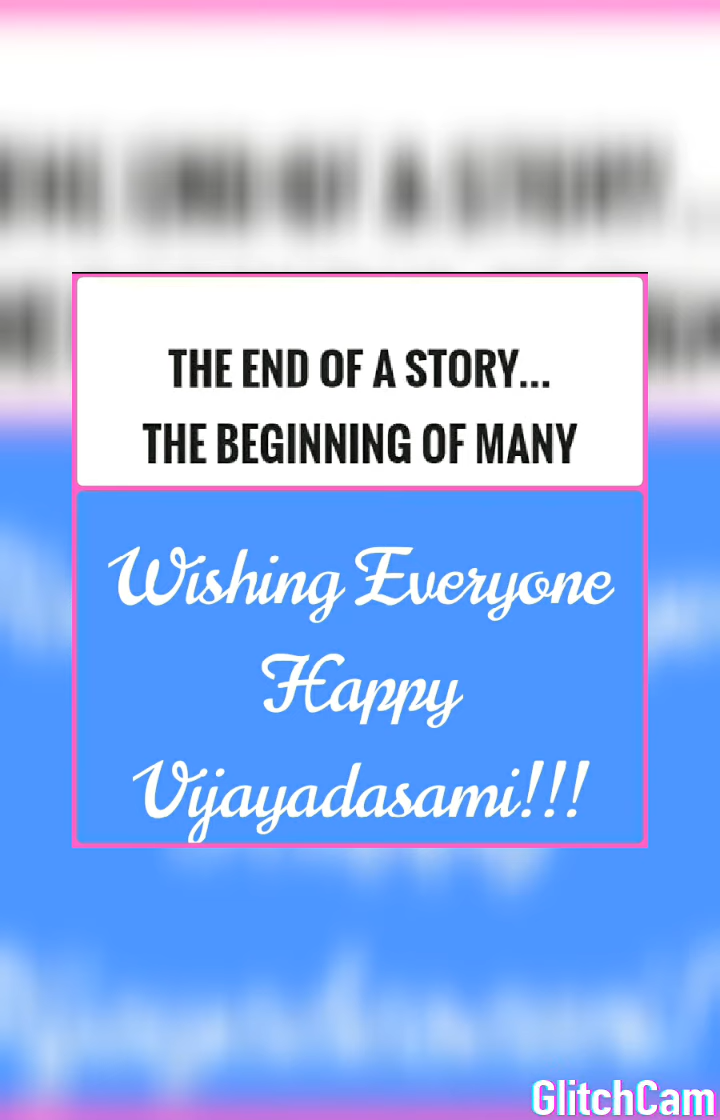 THE END OF A STORY...
THE BEGINNING OF MANY
Wishing Everyone
Happy
Vijayadasami!!!
GlitchCam